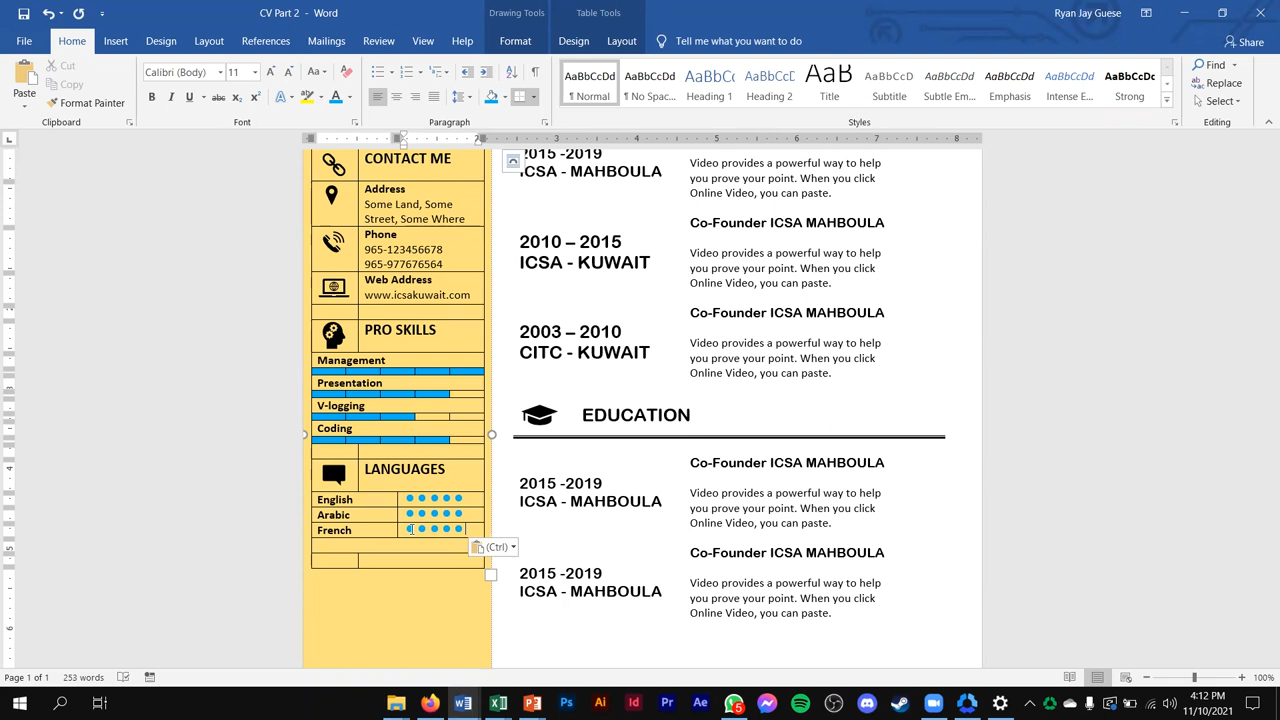 CV Part 2
Drawing Tools
Table Tools
Ryan Jay Guese
File
Home
Insert
Design
Layout
References
Mailings
Review
View
Help
Format
Design
Layout
Tell me what you want to do
Share
Paste
Cut
Copy
Format Painter
Clipboard
Calibri (Body)
11
Font
Paragraph
AaBbCcDd
¶ Normal
AaBbCcDd
¶ No Spac...
AaBbC(
Heading 1
AaBbCcC
Heading 2
AaB
Title
AaBbCcD
Subtitle
AaBbCcDd
Subtle Em...
AaBbCcDd
Emphasis
AaBbCcDd
Intense E...
AaBbCcDc
Strong
Styles
Find
Replace
Select
Editing
2 3 4 5 6 7 8
CONTACT ME
Address
Some Land, Some
Street, Some Where
Phone
965-123456678
965-977676564
Web Address
www.icsakuwait.com
PRO SKILLS
Management
Presentation
V-logging
Coding
LANGUAGES
English
Arabic
French
(Ctrl)
2015-2019
ICSA - MAHBOULA
Video provides a powerful way to help
you prove your point. When you click
Online Video, you can paste.
2010 – 2015
ICSA - KUWAIT
Co-Founder ICSA MAHBOULA
Video provides a powerful way to help
you prove your point. When you click
Online Video, you can paste.
2003 – 2010
CITC - KUWAIT
Co-Founder ICSA MAHBOULA
Video provides a powerful way to help
you prove your point. When you click
Online Video, you can paste.
EDUCATION
2015 -2019
ICSA - MAHBOULA
Co-Founder ICSA MAHBOULA
Video provides a powerful way to help
you prove your point. When you click
Online Video, you can paste.
2015 -2019
ICSA - MAHBOULA
Co-Founder ICSA MAHBOULA
Video provides a powerful way to help
you prove your point. When you click
Online Video, you can paste.
Page 1 of 1
253 words
100%
4:12 PM
11/10/2021